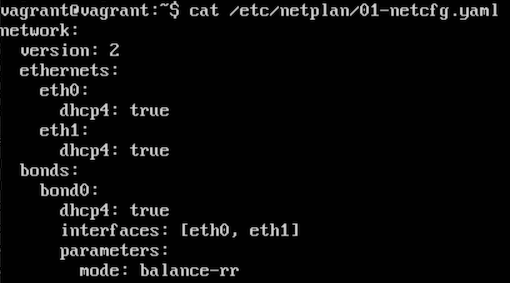 vagrant@vagrant:~$ cat /etc/netplan/01-netcfg.yaml
network:
  version: 2
  ethernets:
    eth0:
      dhcp4: true
    eth1:
      dhcp4: true
  bonds:
    bond0:
      dhcp4: true
      interfaces: [eth0, eth1]
      parameters:
        mode: balance-rr